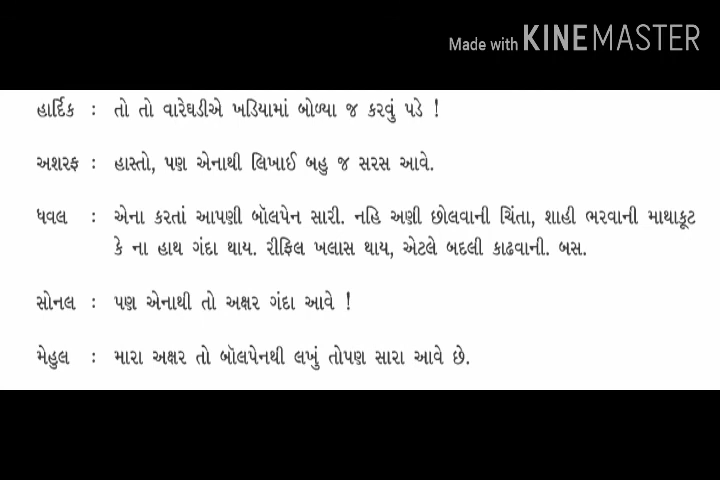 Made with KINEMASTER
હાર્દિક : તો તો વારેઘડીએ ખડિયામાં બોળ્યા જ કરવું પડે !
અશરફ : હાસ્તો, પણ એનાથી લિખાઈ બહુ જ સરસ આવે.
ધવલ : એના કરતાં આપણી બૉલપેન સારી. નહિ અણી છોલવાની ચિંતા, શાહી ભરવાની માથાકૂટ
કે ના હાથ ગંદા થાય. રીફિલ ખલાસ થાય, એટલે બદલી કાઢવાની. બસ.
સોનલ : પણ એનાથી તો અક્ષર ગંદા આવે !
મેહુલ : મારા અક્ષર તો બૉલપેનથી લખું તોપણ સારા આવે છે.